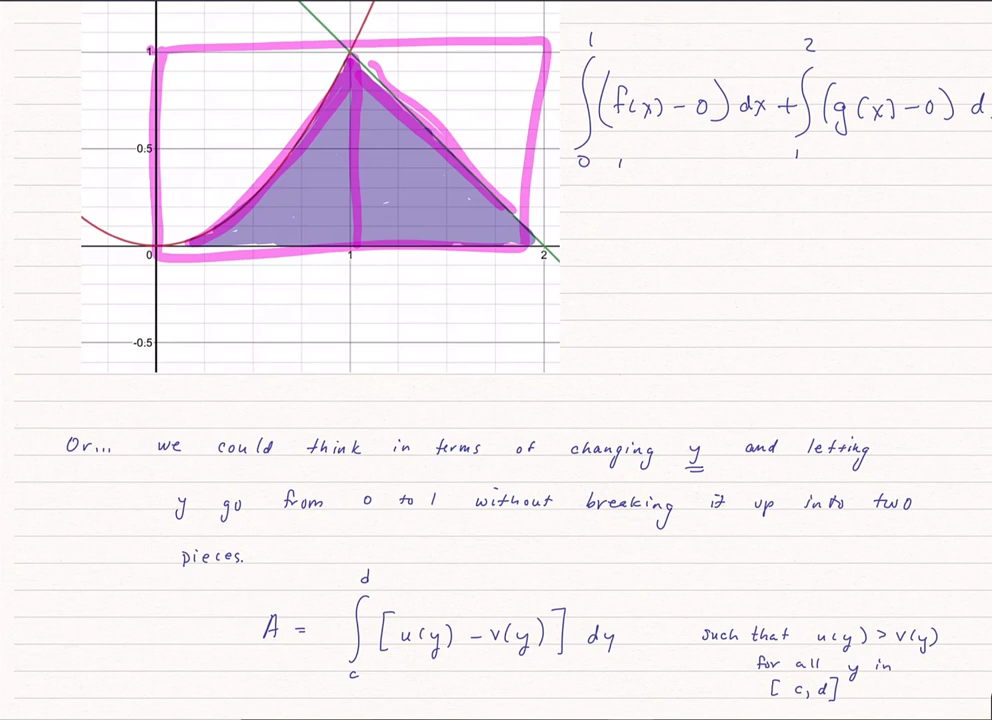 1
0.5
0
1
2
-0.5
∫₀¹ (f(x) - 0) dx + ∫₁² (g(x) - 0) d
Or... we could think in terms of changing y and letting
y go from 0 to 1 without breaking it up into two
pieces.
A = ∫_c^d [u(y) - v(y)] dy
such that u(y) > v(y)
for all y in
[c, d]